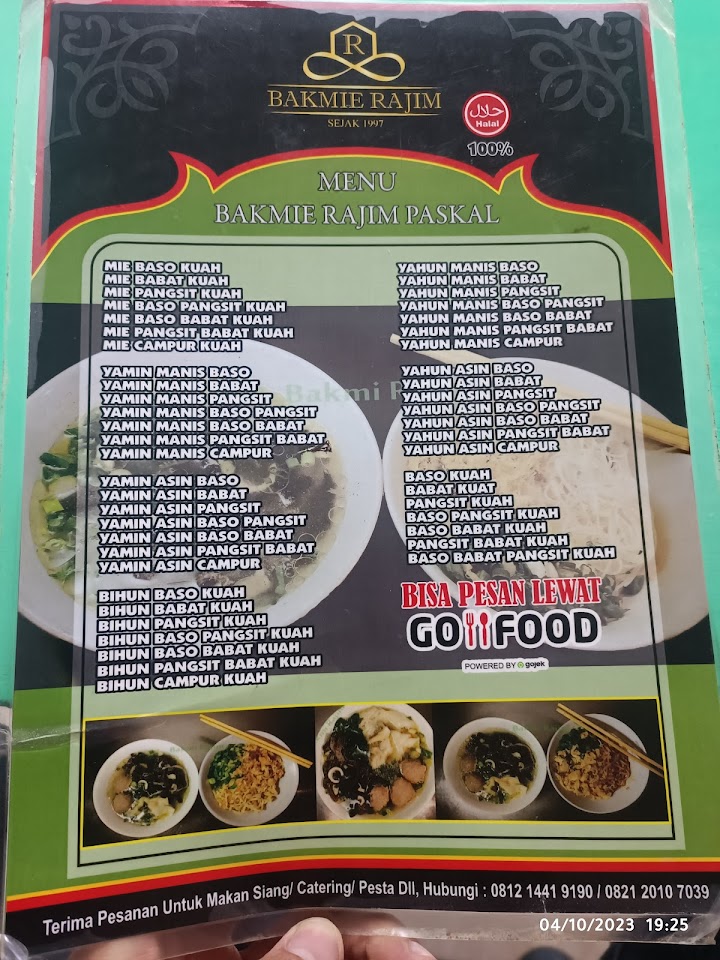 R
BAKMIE RAJIM
SEJAK 1997
حلال
Halal
100%
MENU
BAKMIE RAJIM PASKAL
MIE BASO KUAH
MIE BABAT KUAH
MIE PANGSIT KUAH
MIE BASO PANGSIT KUAH
MIE BASO BABAT KUAH
MIE PANGSIT BABAT KUAH
MIE CAMPUR KUAH
YAMIN MANIS BASO
YAMIN MANIS BABAT
YAMIN MANIS PANGSIT
YAMIN MANIS BASO PANGSIT
YAMIN MANIS BASO BABAT
YAMIN MANIS PANGSIT BABAT
YAMIN MANIS CAMPUR
YAMIN ASIN BASO
YAMIN ASIN BABAT
YAMIN ASIN PANGSIT
YAMIN ASIN BASO PANGSIT
YAMIN ASIN BASO BABAT
YAMIN ASIN PANGSIT BABAT
YAMIN ASIN CAMPUR
BIHUN BASO KUAH
BIHUN BABAT KUAH
BIHUN PANGSIT KUAH
BIHUN BASO PANGSIT KUAH
BIHUN BASO BABAT KUAH
BIHUN PANGSIT BABAT KUAH
BIHUN CAMPUR KUAH
YAHUN MANIS BASO
YAHUN MANIS BABAT
YAHUN MANIS PANGSIT
YAHUN MANIS BASO PANGSIT
YAHUN MANIS BASO BABAT
YAHUN MANIS PANGSIT BABAT
YAHUN MANIS CAMPUR
YAHUN ASIN BASO
YAHUN ASIN BABAT
YAHUN ASIN PANGSIT
YAHUN ASIN BASO PANGSIT
YAHUN ASIN BASO BABAT
YAHUN ASIN PANGSIT BABAT
YAHUN ASIN CAMPUR
BASO KUAH
BABAT KUAT
PANGSIT KUAH
BASO PANGSIT KUAH
BASO BABAT KUAH
PANGSIT BABAT KUAH
BASO BABAT PANGSIT KUAH
Bakmi
BISA PESAN LEWAT
GO FOOD
POWERED BY gojek
Terima Pesanan Untuk Makan Siang/ Catering/ Pesta Dll, Hubungi : 0812 1441 9190 / 0821 2010 7039
04/10/2023 19:25